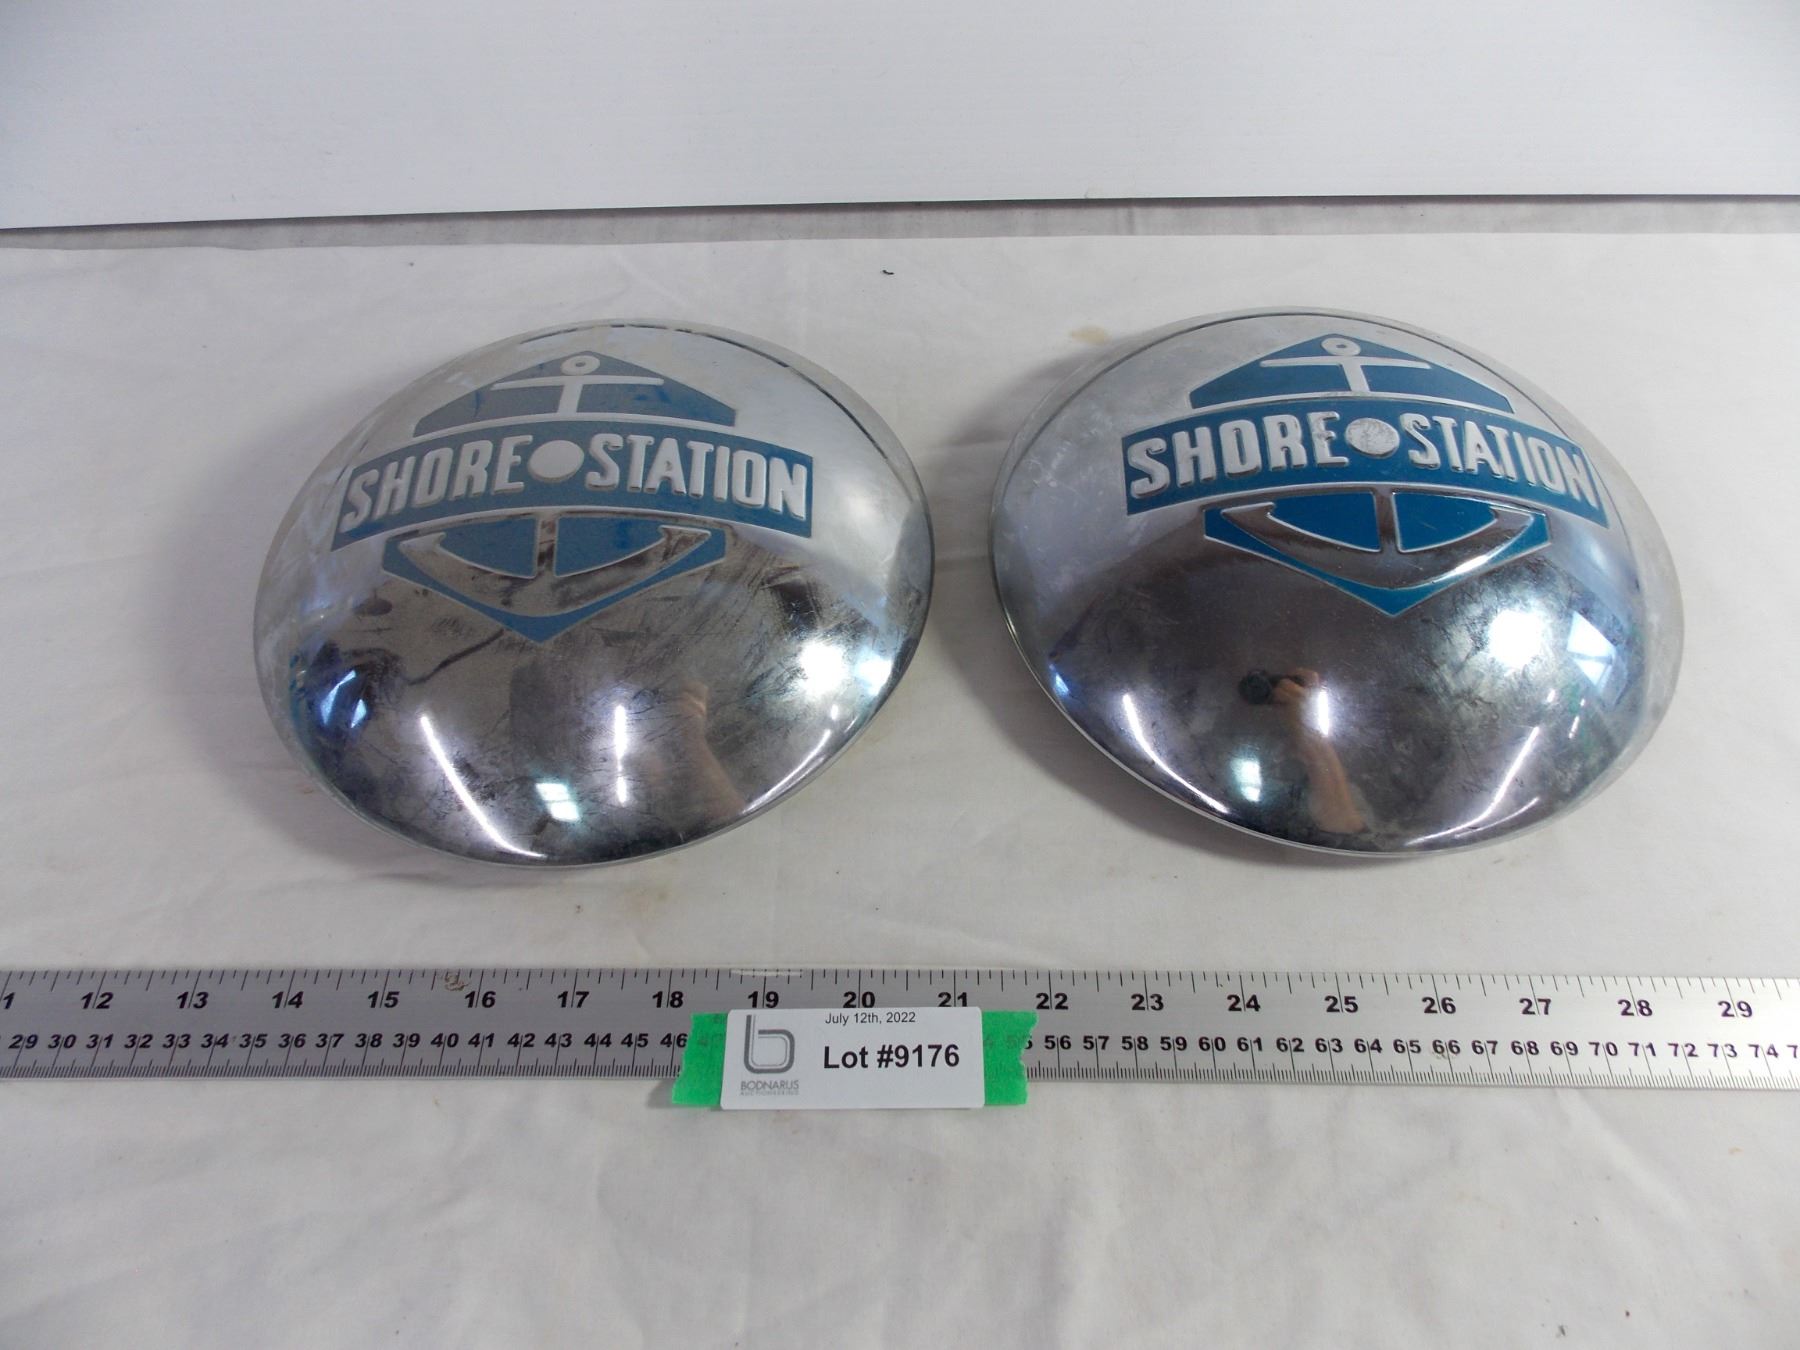 SHORE STATION
SHORE STATION
1 12 13 14 15 16 17 18 19 20 21 22 23 24 25 26 27 28 29
29 30 31 32 33 34 35 36 37 38 39 40 41 42 43 44 45 46 55 56 57 58 59 60 61 62 63 64 65 66 67 68 69 70 71 72 73 74 7
July 12th, 2022
Lot #9176
b
BODNARUS
AUCTIONEERING